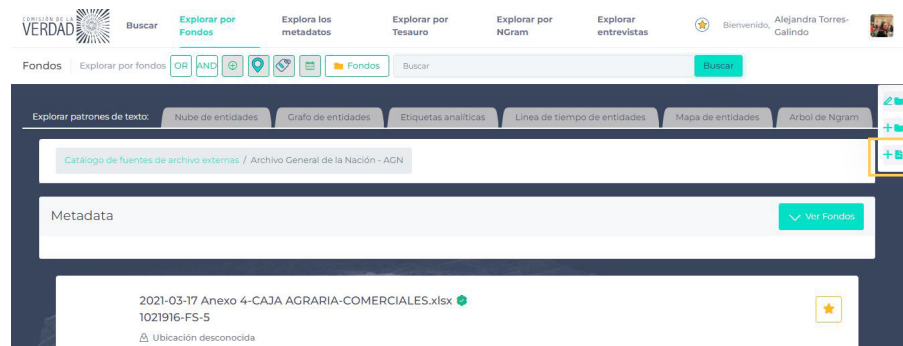 COMISIÓN DE LA
VERDAD
Buscar
Explorar por
Fondos
Explora los
metadatos
Explorar por
Tesauro
Explorar por
NGram
Explorar
entrevistas
Bienvenido, Alejandra Torres-
Galindo
Fondos Explorar por fondos OR AND Fondos Buscar Buscar
Explorar patrones de texto: Nube de entidades Grafo de entidades Etiquetas analíticas Linea de tiempo de entidades Mapa de entidades Arbol de Ngram
Catálogo de fuentes de archivo externas / Archivo General de la Nación - AGN
Metadata
Ver Fondos
2021-03-17 Anexo 4-CAJA AGRARIA-COMERCIALES.xlsx
1021916-FS-5
Ubicación desconocida